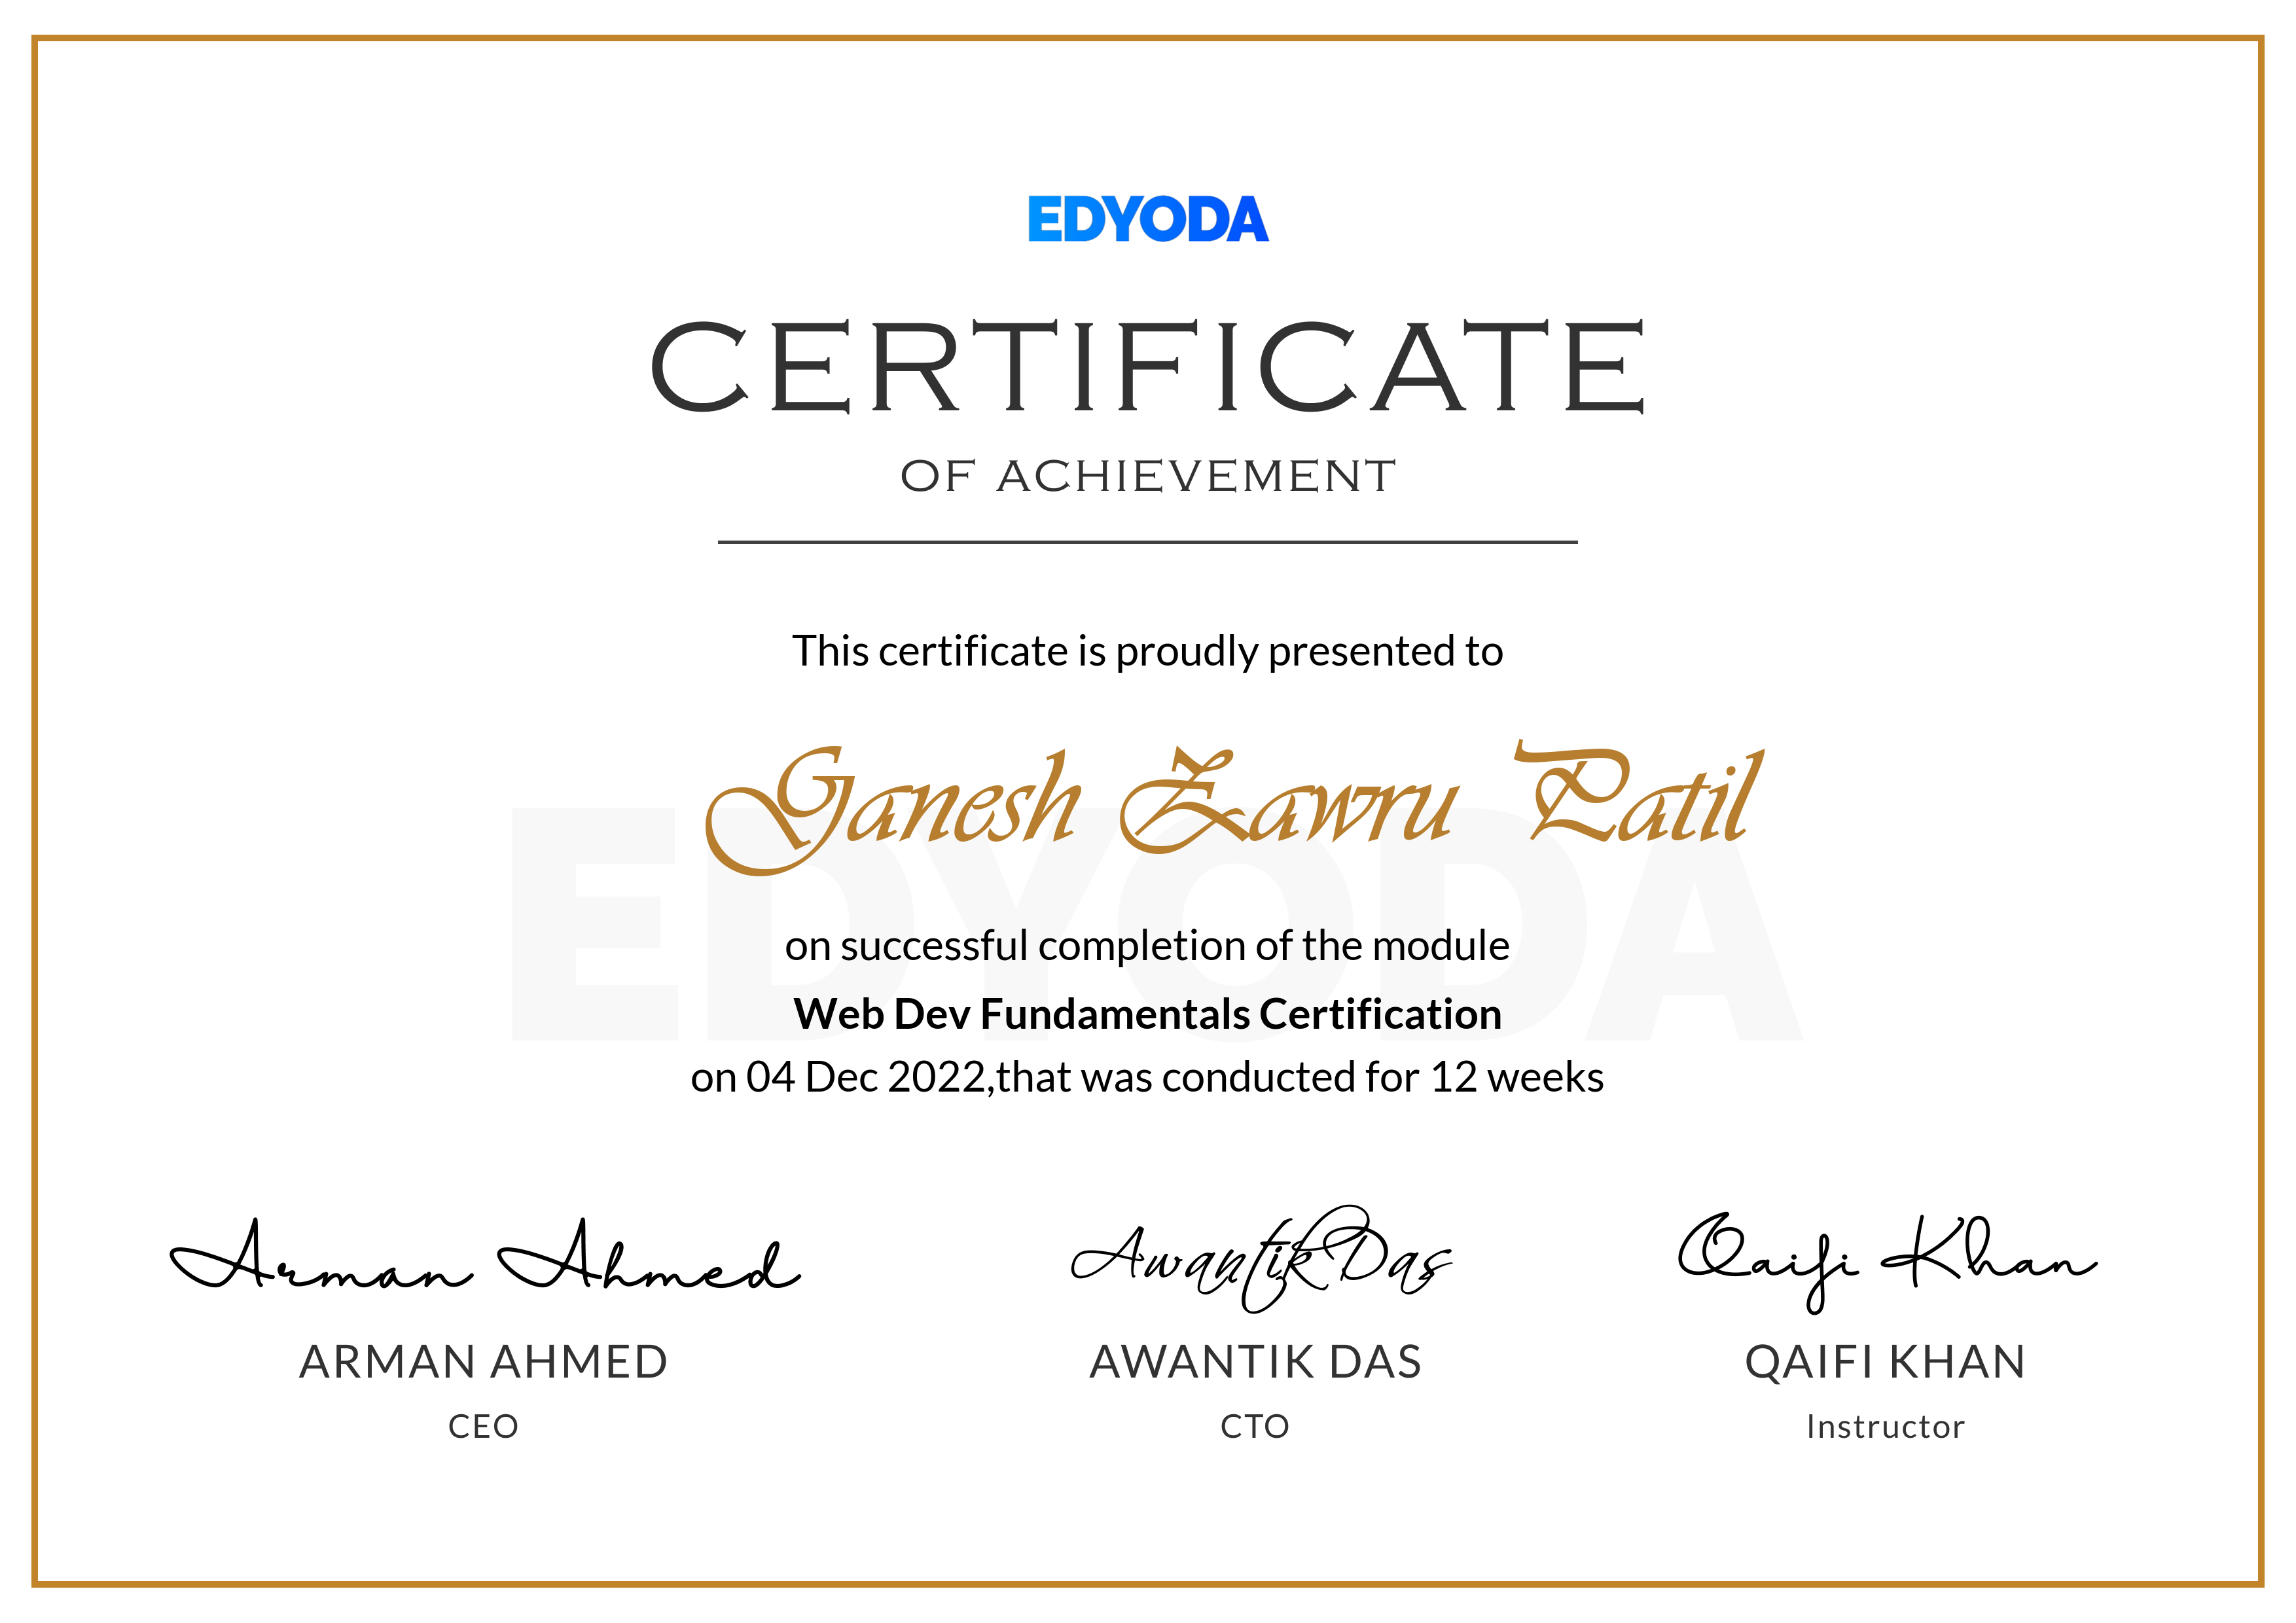 EDYODA
CERTIFICATE
OF ACHIEVEMENT
This certificate is proudly presented to
Ganesh Zawru Patil
EDYODA
on successful completion of the module
Web Dev Fundamentals Certification
on 04 Dec 2022,that was conducted for 12 weeks
Arman Ahmed AwantikDas Qaifi Khan
ARMAN AHMED AWANTIK DAS QAIFI KHAN
CEO CTO Instructor